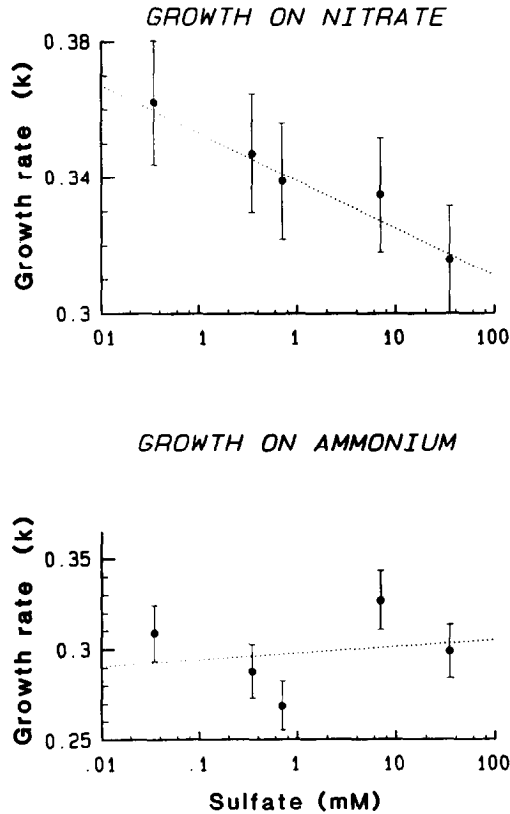 GROWTH ON NITRATE
Growth rate (k)
0.38
0.34
0.3
01 .1 1 10 100
GROWTH ON AMMONIUM
Growth rate (k)
0.35
0.3
0.25
.01 .1 1 10 100
Sulfate (mM)